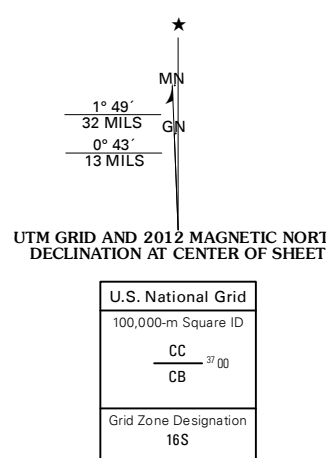 MN
1° 49´
32 MILS
GN
0° 43´
13 MILS
UTM GRID AND 2012 MAGNETIC NORT
DECLINATION AT CENTER OF SHEET
U.S. National Grid
100,000-m Square ID
CC
37 00
CB
Grid Zone Designation
16S